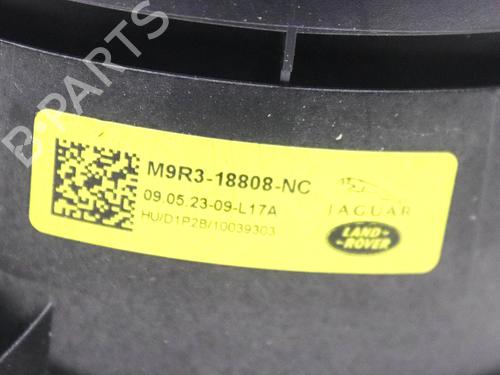 B-PARTS
M9R3-18808-NC
09.05.23-09-L17A
HU/D1P2B/10039303
JAGUAR
LAND-
-ROVER